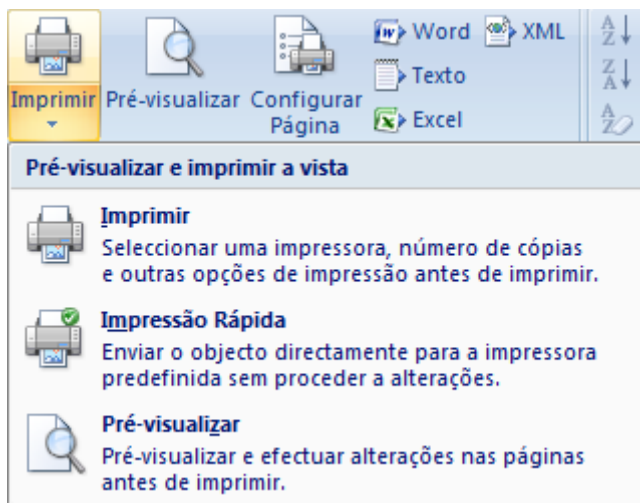 Word XML
Imprimir Pré-visualizar Configurar Página
Texto
Excel
A
Z
Z
A
A
Z
Pré-visualizar e imprimir a vista
Imprimir
Seleccionar uma impressora, número de cópias
e outras opções de impressão antes de imprimir.
Impressão Rápida
Enviar o objecto directamente para a impressora
predefinida sem proceder a alterações.
Pré-visualizar
Pré-visualizar e efectuar alterações nas páginas
antes de imprimir.